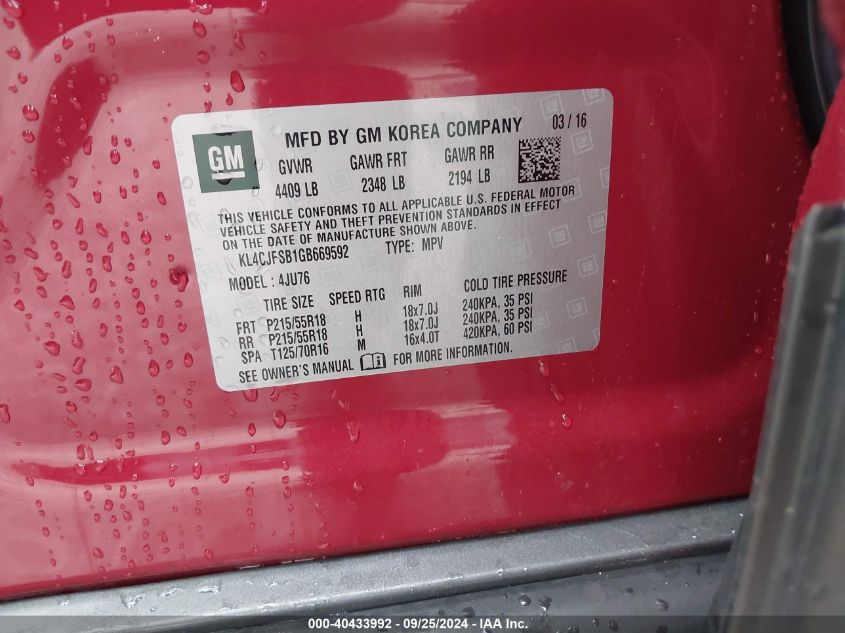 GM
MFD BY GM KOREA COMPANY 03 / 16
GVWR GAWR FRT GAWR RR
4409 LB 2348 LB 2194 LB
THIS VEHICLE CONFORMS TO ALL APPLICABLE U.S. FEDERAL MOTOR
VEHICLE SAFETY AND THEFT PREVENTION STANDARDS IN EFFECT
ON THE DATE OF MANUFACTURE SHOWN ABOVE.
KL4CJFSB1GB669592 TYPE: MPV
MODEL : 4JU76
TIRE SIZE SPEED RTG RIM COLD TIRE PRESSURE
FRT P215/55R18 H 18x7.0J 240KPA, 35 PSI
RR P215/55R18 H 18x7.0J 240KPA, 35 PSI
SPA T125/70R16 M 16x4.0T 420KPA, 60 PSI
SEE OWNER'S MANUAL FOR MORE INFORMATION.
000-40433992 - 09/25/2024 - IAAI.COM